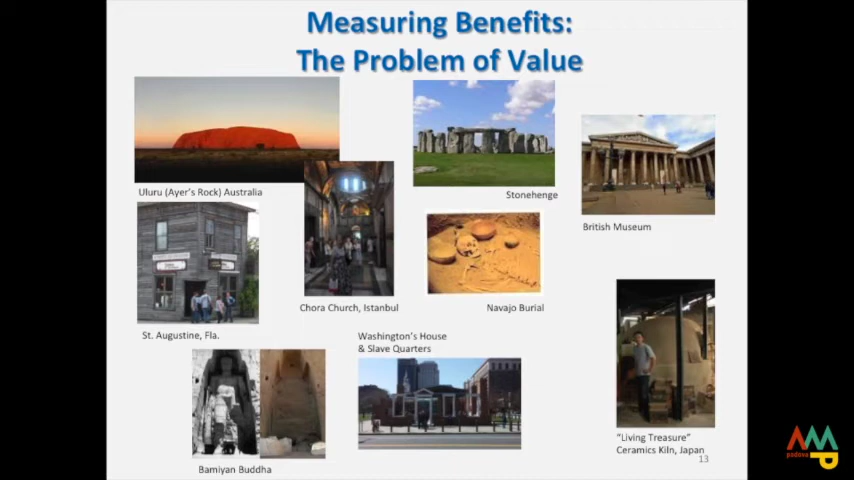 Measuring Benefits:
The Problem of Value
Uluru (Ayer's Rock) Australia
Stonehenge
British Museum
Chora Church, Istanbul
Navajo Burial
St. Augustine, Fla.
Washington's House
& Slave Quarters
"Living Treasure"
Ceramics Kiln, Japan
13
Bamiyan Buddha
padova